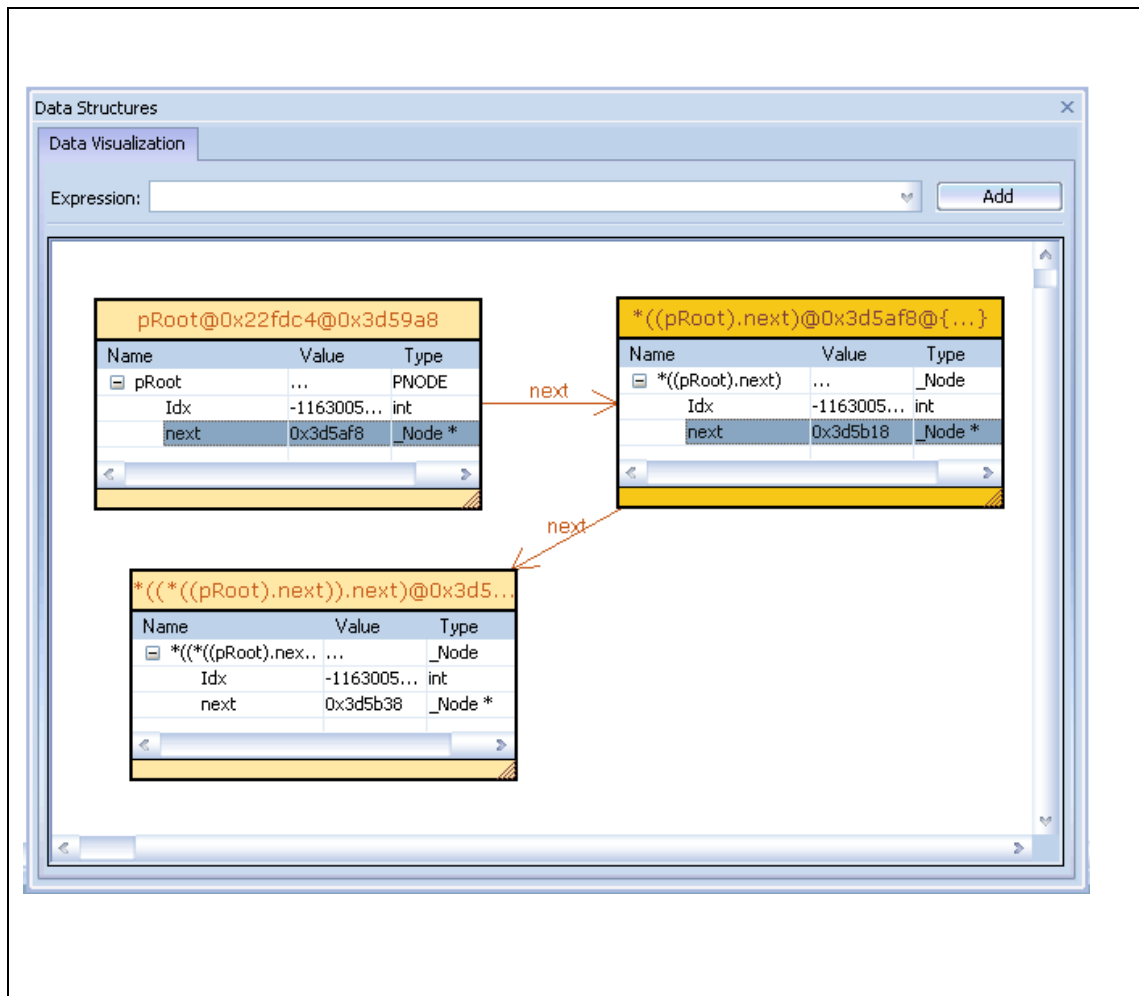 Data Structures
Data Visualization
Expression:
Add
pRoot@0x22fdc4@0x3d59a8
Name Value Type
pRoot ... PNODE
Idx -1163005... int
next 0x3d5af8 _Node *
next
*((pRoot).next)@0x3d5af8@{...}
Name Value Type
*((pRoot).next) ... _Node
Idx -1163005... int
next 0x3d5b18 _Node *
next
*((*((pRoot).next)).next)@0x3d5...
Name Value Type
*((*((pRoot).nex.. ... _Node
Idx -1163005... int
next 0x3d5b38 _Node *